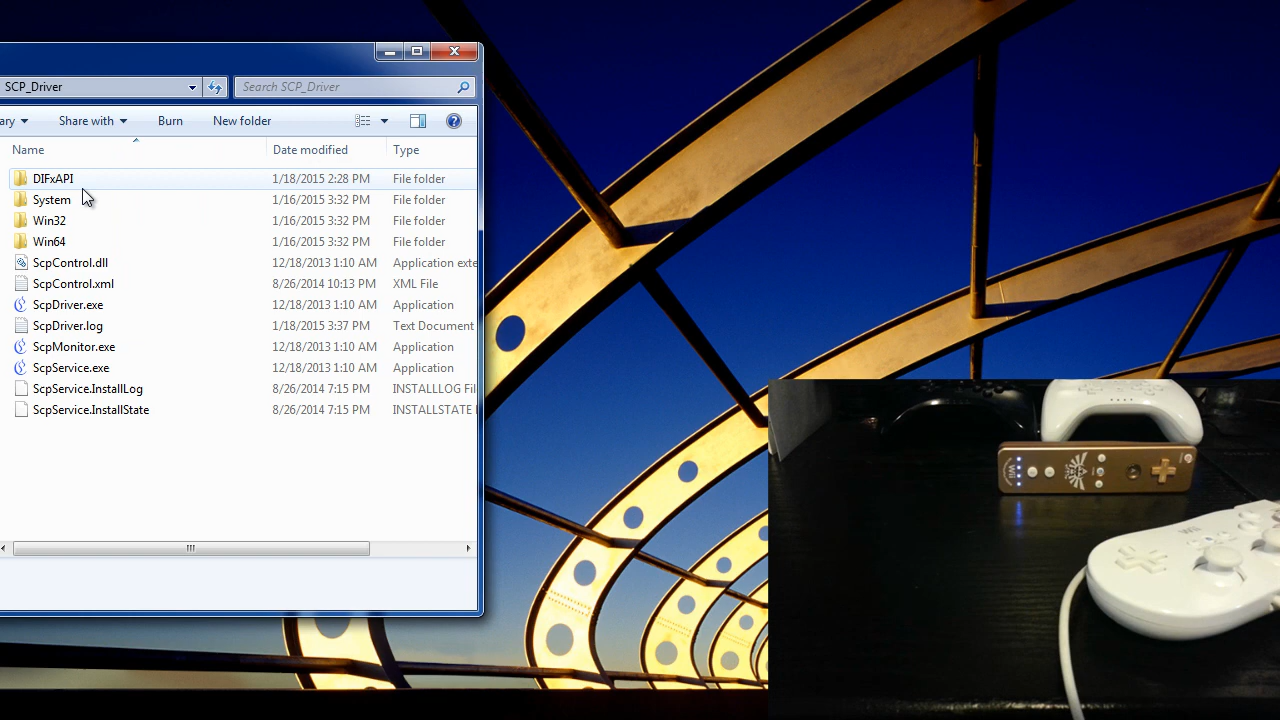 SCP_Driver
Search SCP_Driver
ary Share with Burn New folder
Name Date modified Type
DIFxAPI 1/18/2015 2:28 PM File folder
System 1/16/2015 3:32 PM File folder
Win32 1/16/2015 3:32 PM File folder
Win64 1/16/2015 3:32 PM File folder
ScpControl.dll 12/18/2013 1:10 AM Application exte
ScpControl.xml 8/26/2014 10:13 PM XML File
ScpDriver.exe 12/18/2013 1:10 AM Application
ScpDriver.log 1/18/2015 3:37 PM Text Document
ScpMonitor.exe 12/18/2013 1:10 AM Application
ScpService.exe 12/18/2013 1:10 AM Application
ScpService.InstallLog 8/26/2014 7:15 PM INSTALLLOG Fil
ScpService.InstallState 8/26/2014 7:15 PM INSTALLSTATE
Wii
Wii